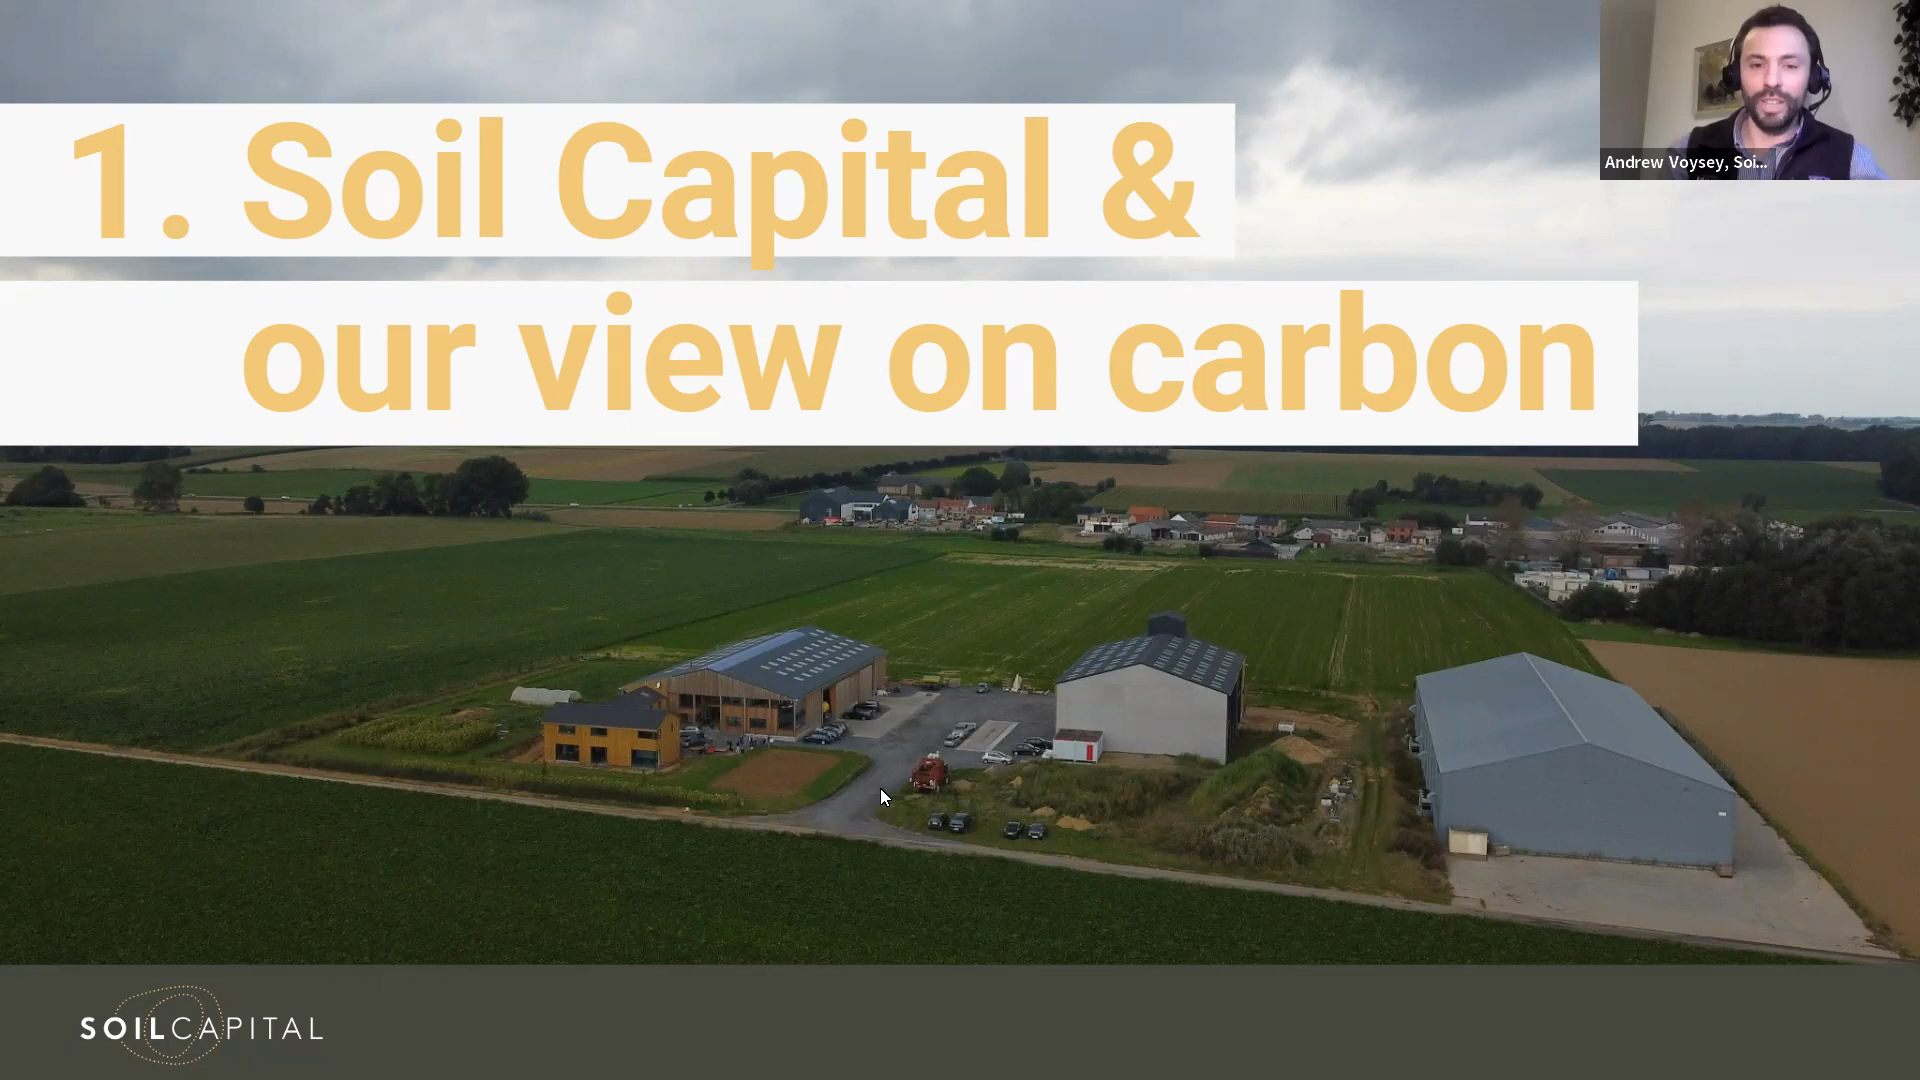 1. Soil Capital &
our view on carbon
Andrew Voysey, Soi...
SOILCAPITAL